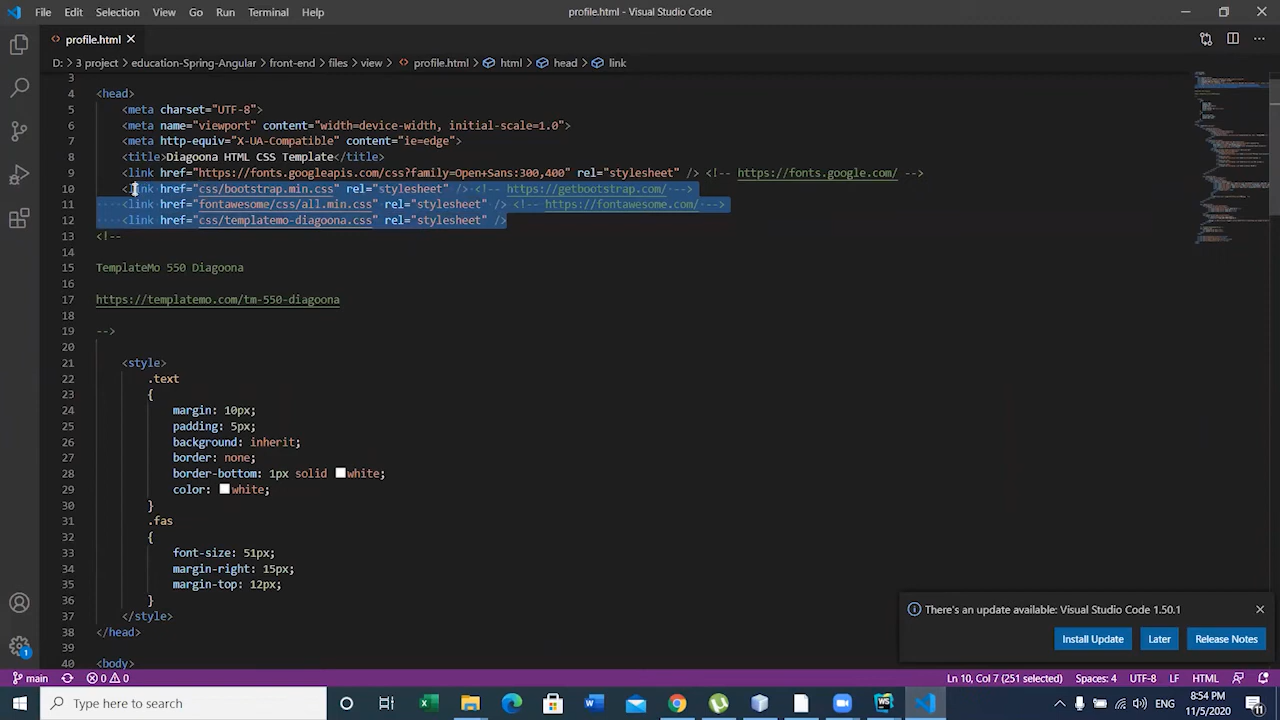 File Edit Selection View Go Run Terminal Help
profile.html - Visual Studio Code
profile.html
D: > 3 project > education-Spring-Angular > front-end > files > view > profile.html > html > head > link
3
4 <head>
5 <meta charset="UTF-8">
6 <meta name="viewport" content="width=device-width, initial-scale=1.0">
7 <meta http-equiv="X-UA-Compatible" content="ie=edge">
8 <title>Diagoona HTML CSS Template</title>
9 <link href="https://fonts.googleapis.com/css?family=Open+Sans:300,400" rel="stylesheet" /> <!-- https://fonts.google.com/ -->
10 <link href="css/bootstrap.min.css" rel="stylesheet" /> <!-- https://getbootstrap.com/ -->
11 <link href="fontawesome/css/all.min.css" rel="stylesheet" /> <!-- https://fontawesome.com/ -->
12 <link href="css/templatemo-diagoona.css" rel="stylesheet" />
13 <!--
14
15 TemplateMo 550 Diagoona
16
17 https://templatemo.com/tm-550-diagoona
18
19 -->
20
21 <style>
22 .text
23 {
24 margin: 10px;
25 padding: 5px;
26 background: inherit;
27 border: none;
28 border-bottom: 1px solid white;
29 color: white;
30 }
31 .fas
32 {
33 font-size: 51px;
34 margin-right: 15px;
35 margin-top: 12px;
36 }
37 </style>
38 </head>
39
40 <body>
There's an update available: Visual Studio Code 1.50.1
Install Update Later Release Notes
1
main 0 0 Ln 10, Col 7 (251 selected) Spaces: 4 UTF-8 LF HTML
Type here to search
ENG
8:54 PM
11/5/2020